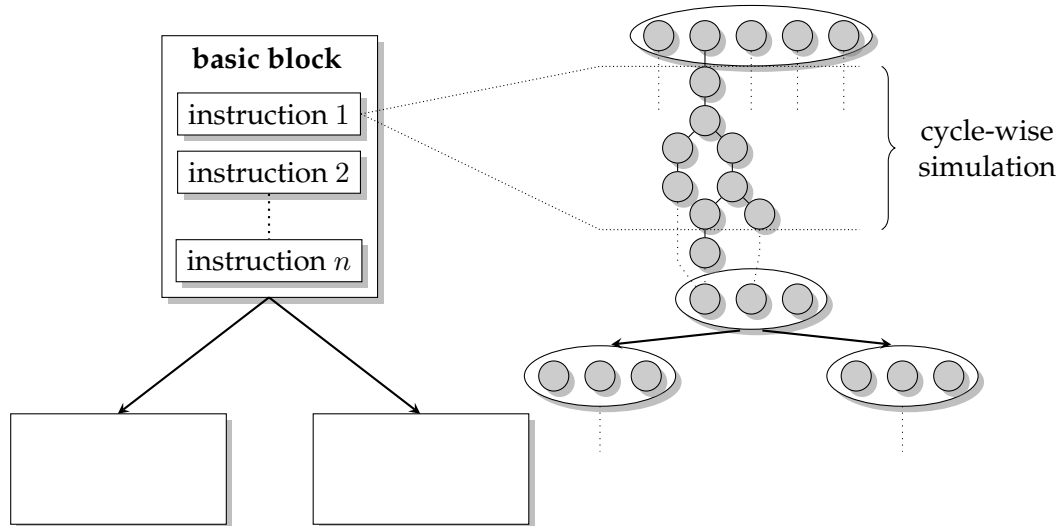 basic block
instruction 1
instruction 2
instruction n
cycle-wise
simulation